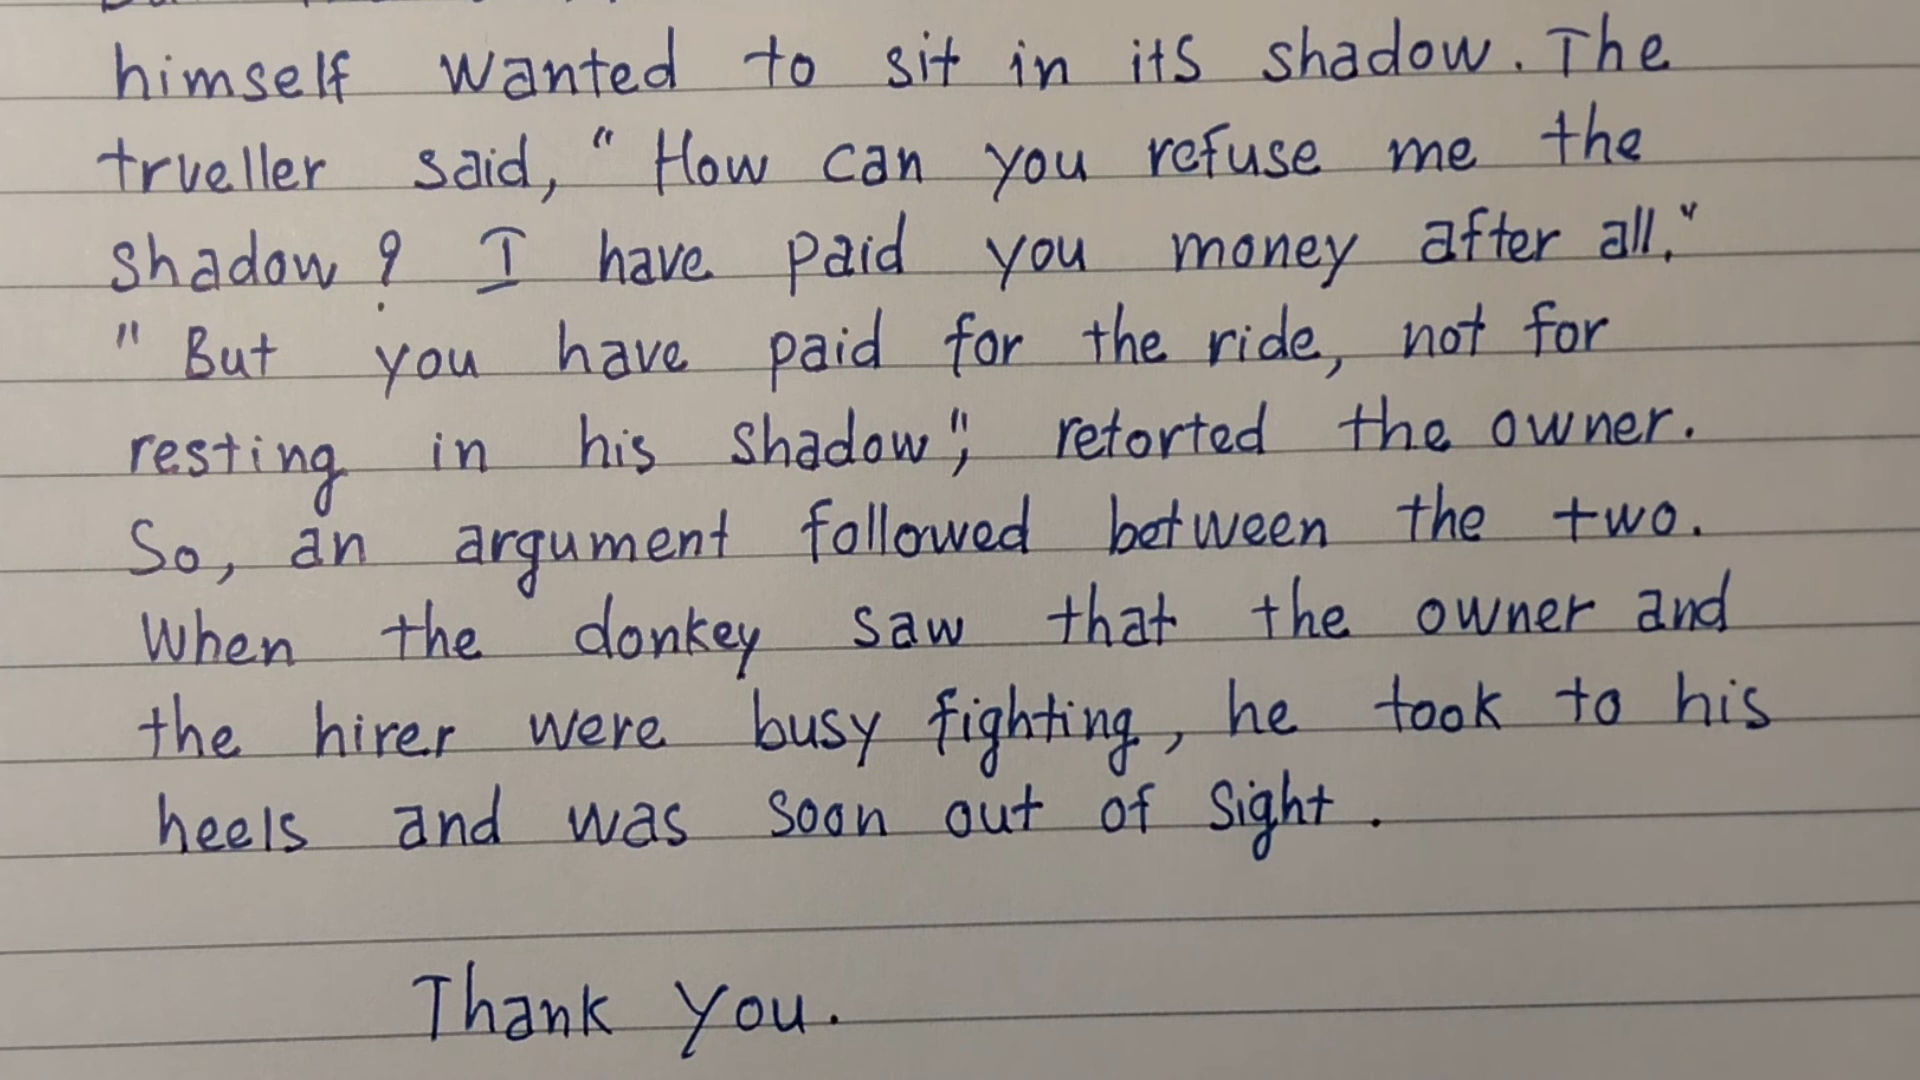 himself wanted to sit in its shadow. The
trveller said, "How can you refuse me the
shadow? I have paid you money after all."
"But you have paid for the ride, not for
resting in his shadow", retorted the owner.
So, an argument followed between the two.
When the donkey saw that the owner and
the hirer were busy fighting, he took to his
heels and was soon out of sight.
Thank you.